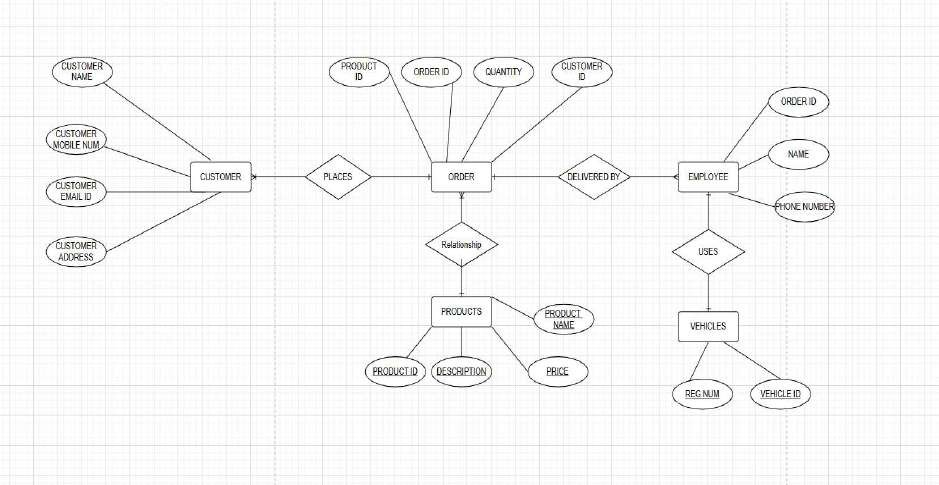 CUSTOMER
NAME
PRODUCT
ID
ORDER ID
QUANTITY
CUSTOMER
ID
ORDER ID
CUSTOMER
MOBILE NUM
NAME
CUSTOMER
PLACES
ORDER
DELIVERED BY
EMPLOYEE
CUSTOMER
EMAIL ID
PHONE NUMBER
CUSTOMER
ADDRESS
Relationship
USES
PRODUCTS
PRODUCT
NAME
VEHICLES
PRODUCT ID
DESCRIPTION
PRICE
REG NUM
VEHICLE ID